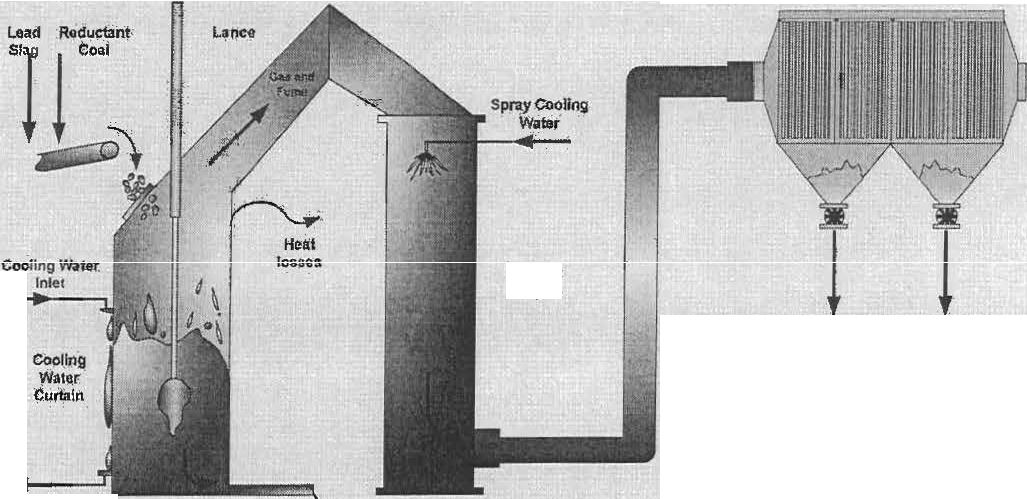 Lead
Slag
Reductant
Coal
Lance
Gas and
Fume
Spray Cooling
Water
Heat
losses
Cooling Water
Inlet
Cooling
Water
Curtain